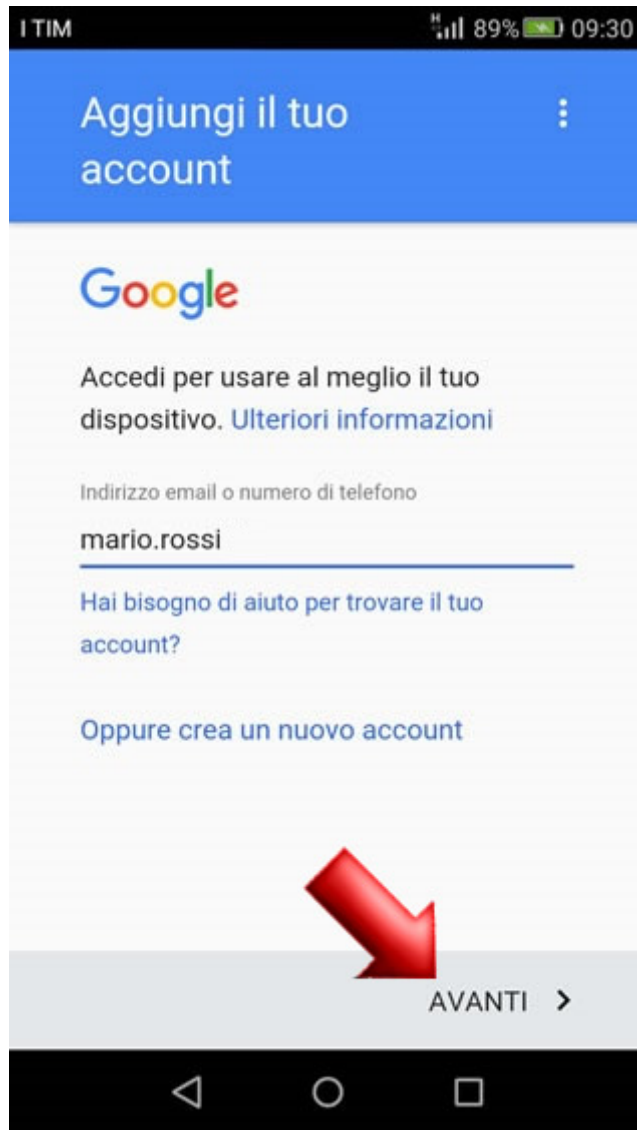 I TIM H 89% 09:30
Aggiungi il tuo
account
Google
Accedi per usare al meglio il tuo
dispositivo. Ulteriori informazioni
Indirizzo email o numero di telefono
mario.rossi
Hai bisogno di aiuto per trovare il tuo
account?
Oppure crea un nuovo account
AVANTI